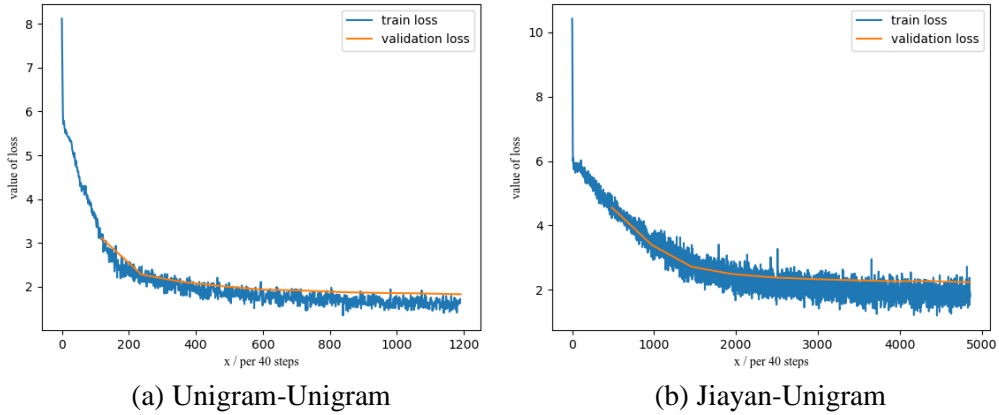 8
7
6
5
4
3
2
0
200
400
600
800
1000
1200
value of loss
x / per 40 steps
train loss
validation loss
(a) Unigram-Unigram
10
8
6
4
2
0
1000
2000
3000
4000
5000
value of loss
x / per 40 steps
train loss
validation loss
(b) Jiayan-Unigram